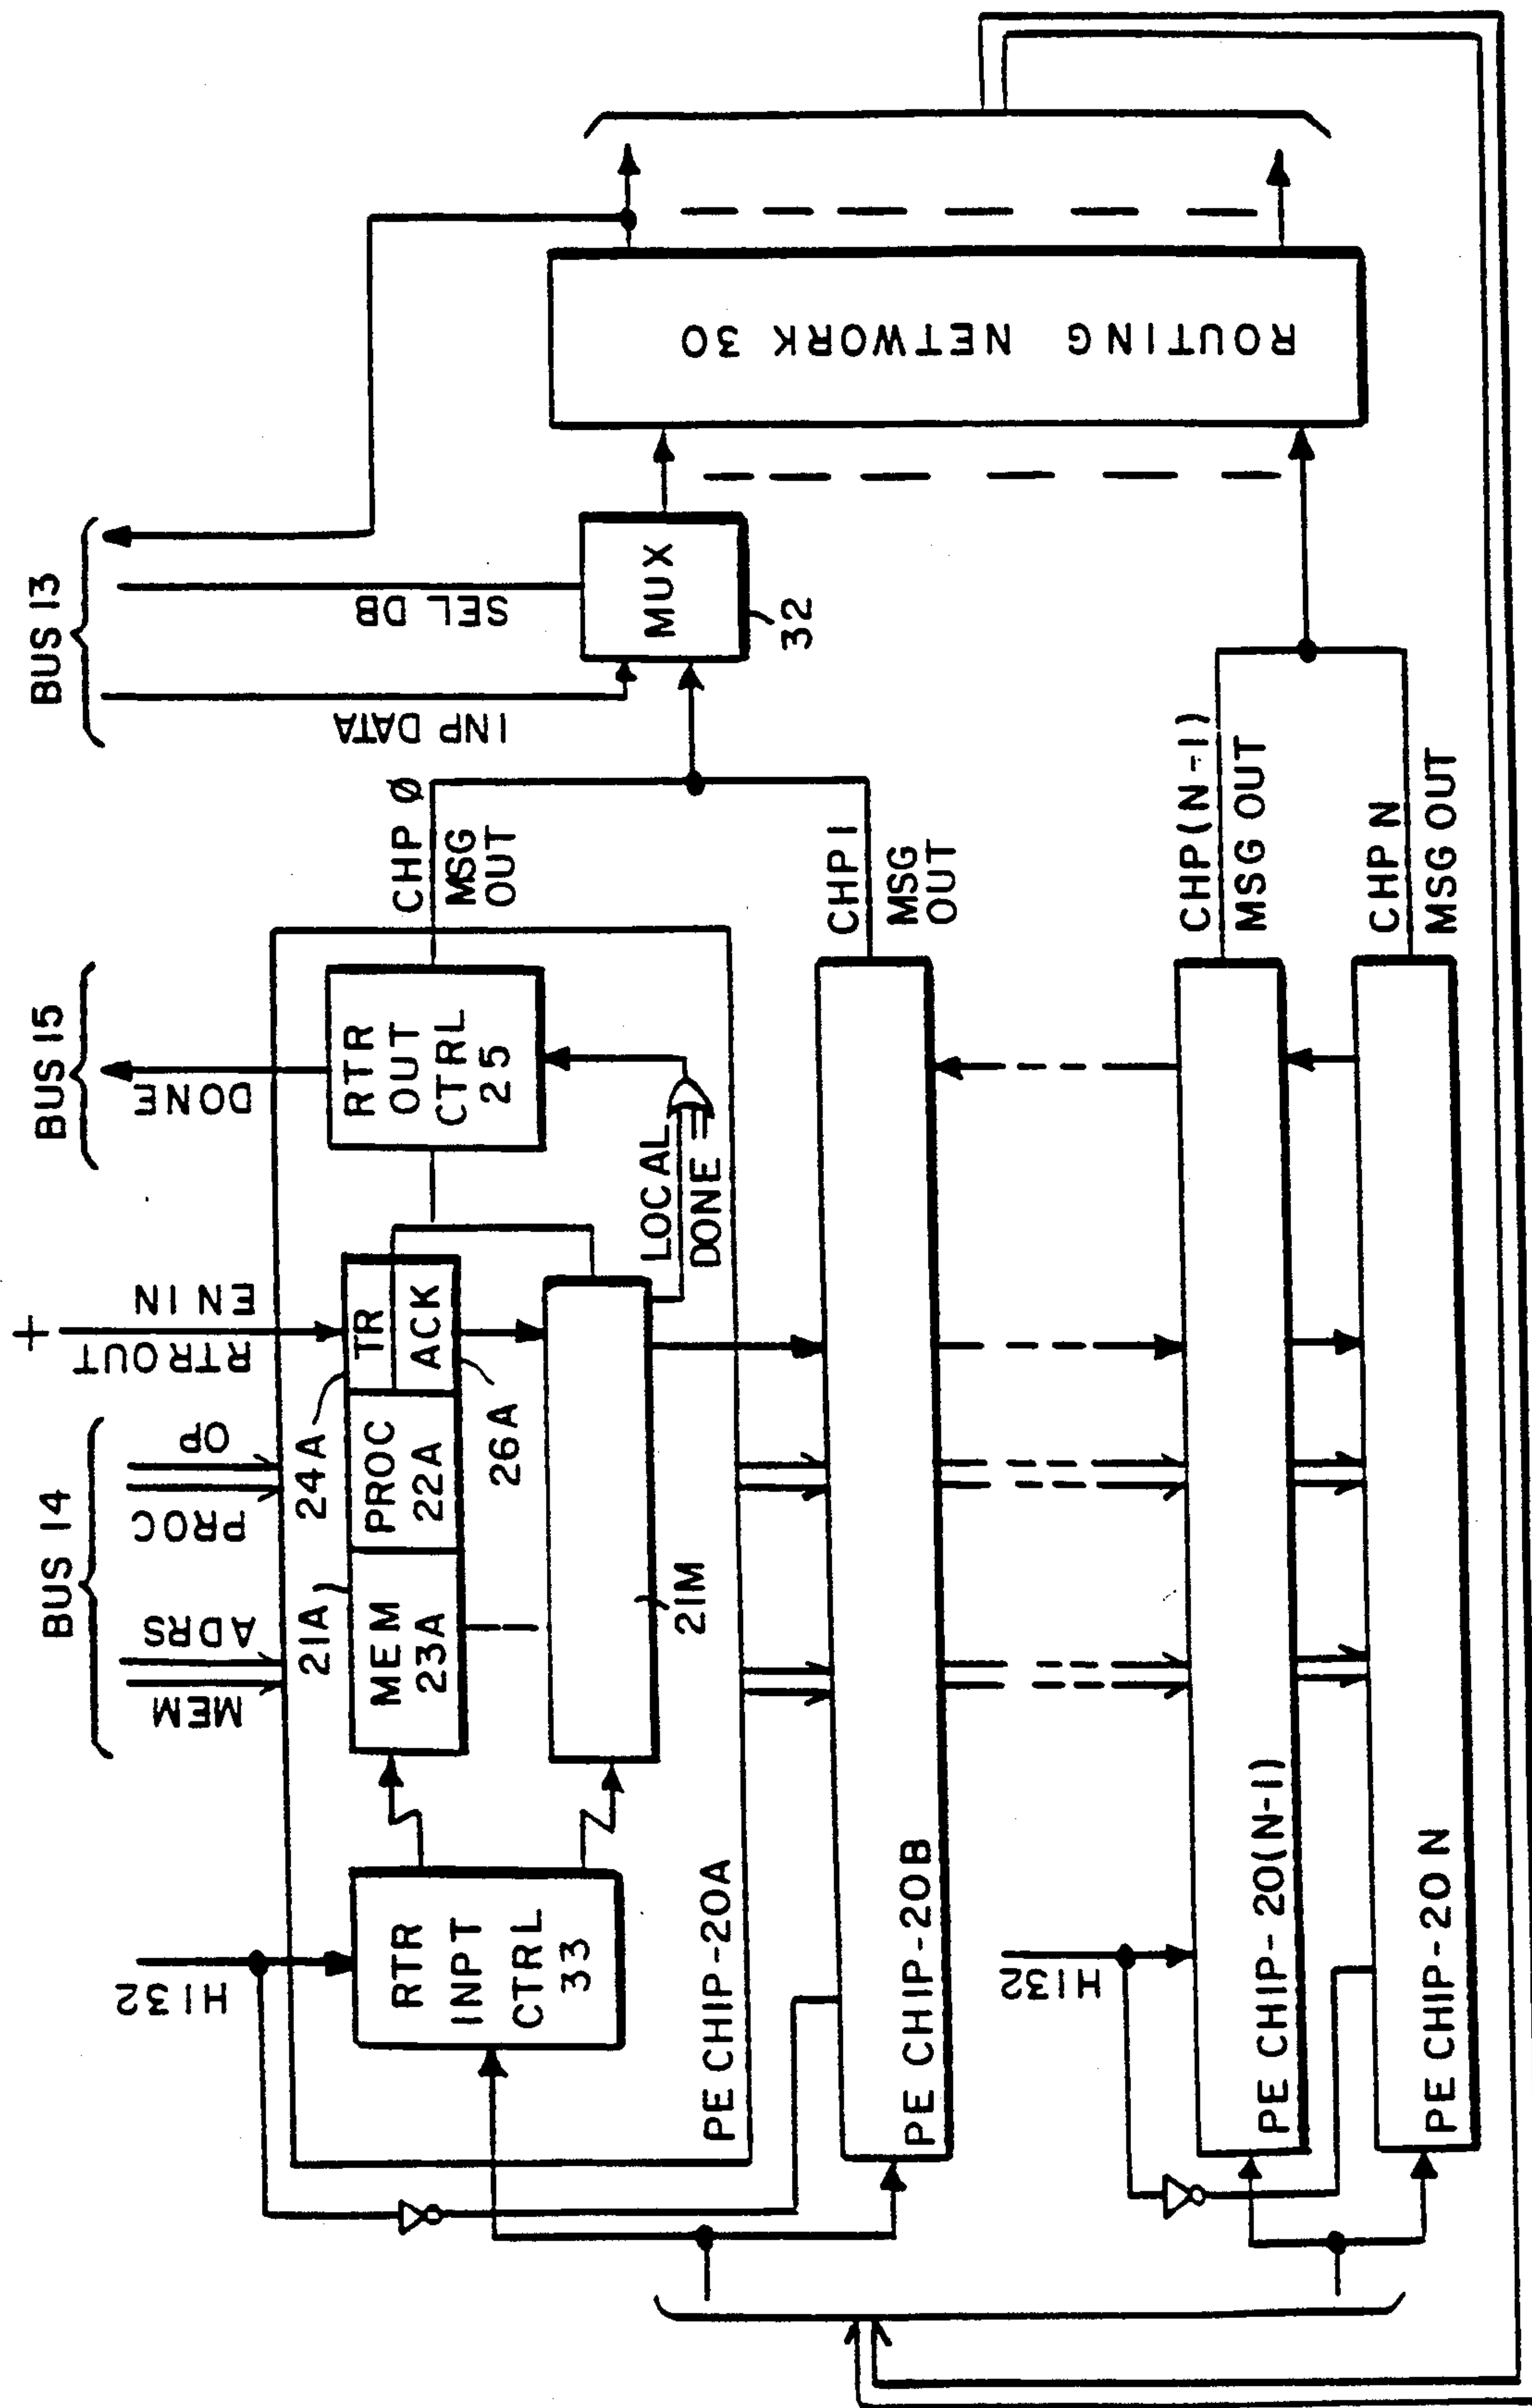 BUS 14
BUS 15
BUS 13
MEM
ADRS
PROC
OP
RTROUT
EN IN
+
DONE
INP DATA
SEL DB
H132
RTR
INPT
CTRL
33
21A
MEM
23A
24A
PROC
22A
TR
ACK
26A
21M
RTR
OUT
CTRL
25
LOCAL
DONE
PE CHIP-20A
CHP Ø
MSG
OUT
MUX
32
ROUTING NETWORK 30
PE CHIP-20B
CHP 1
MSG
OUT
H132
PE CHIP-20(N-1)
CHP(N-1)
MSG OUT
PE CHIP-20N
CHP N
MSG OUT